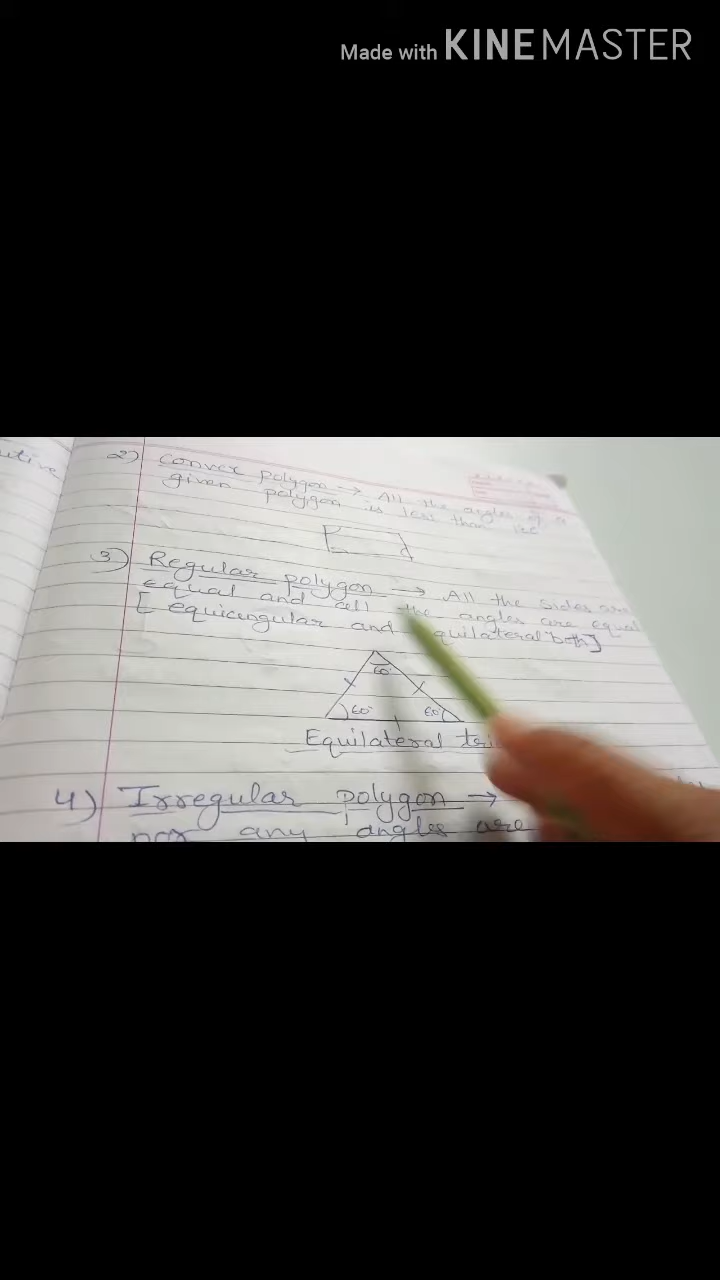 Made with KINEMASTER
utive
2) Convex polygon → All the angles of a
given polygon is less than 180
3) Regular polygon → All the sides are
equal and all the angles are equal
[ equiangular and equilateral both]
60°
60° 60°
Equilateral
4) Irregular polygon →
nor any angles are